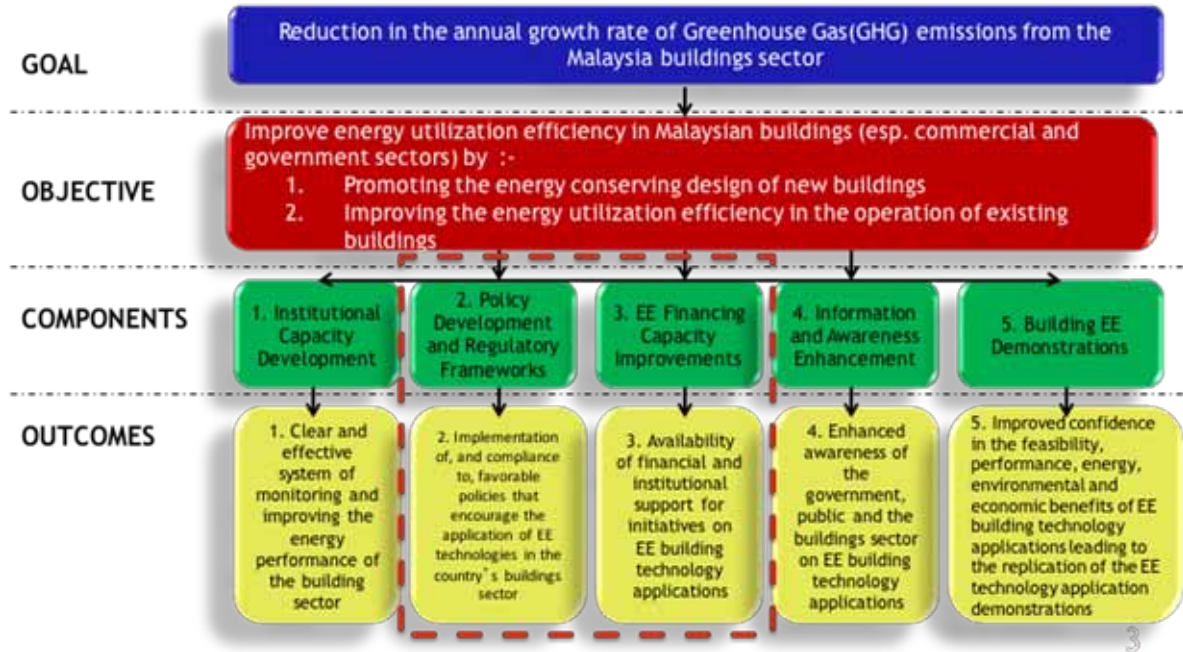 GOAL
Reduction in the annual growth rate of Greenhouse Gas(GHG) emissions from the
Malaysia buildings sector
OBJECTIVE
Improve energy utilization efficiency in Malaysian buildings (esp. commercial and
government sectors) by :-
1. Promoting the energy conserving design of new buildings
2. Improving the energy utilization efficiency in the operation of existing
buildings
COMPONENTS
1. Institutional
Capacity
Development
2. Policy
Development
and Regulatory
Frameworks
3. EE Financing
Capacity
Improvements
4. Information
and Awareness
Enhancement
5. Building EE
Demonstrations
OUTCOMES
1. Clear and
effective
system of
monitoring and
improving the
energy
performance of
the building
sector
2. Implementation
of, and compliance
to, favorable
policies that
encourage the
application of EE
technologies in the
country's buildings
sector
3. Availability
of financial and
institutional
support for
initiatives on
EE building
technology
applications
4. Enhanced
awareness of
the
government,
public and the
buildings sector
on EE building
technology
applications
5. Improved confidence
in the feasibility,
performance, energy,
environmental and
economic benefits of EE
building technology
applications leading to
the replication of the EE
technology application
demonstrations
3